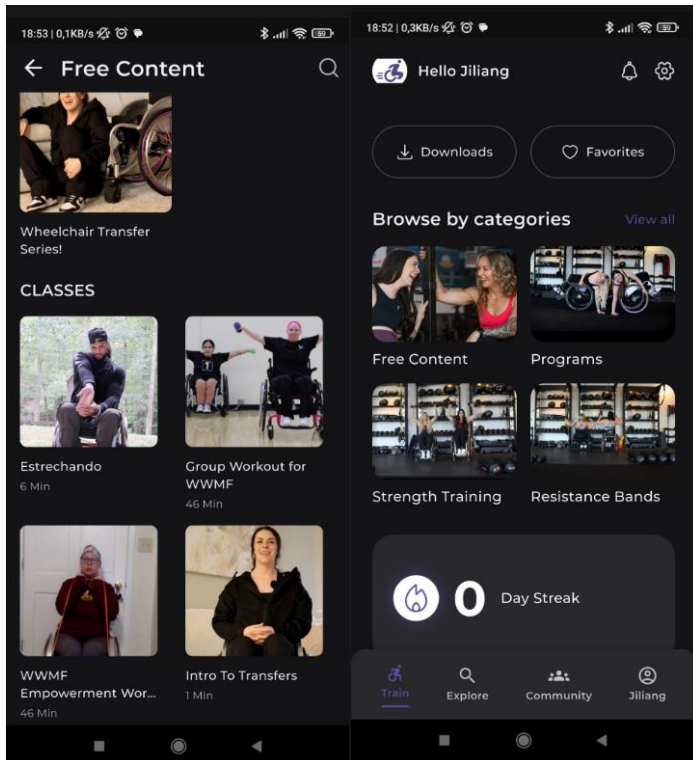 18:53 | 0,1KB/s
59
Free Content
Wheelchair Transfer
Series!
CLASSES
Estrechando
6 Min
Group Workout for
WWMF
46 Min
WWMF
Empowerment Wor...
46 Min
Intro To Transfers
1 Min
18:52 | 0,3KB/s
59
Hello Jiliang
Downloads
Favorites
Browse by categories
View all
Free Content
Programs
Strength Training
Resistance Bands
0
Day Streak
Train
Explore
Community
Jiliang